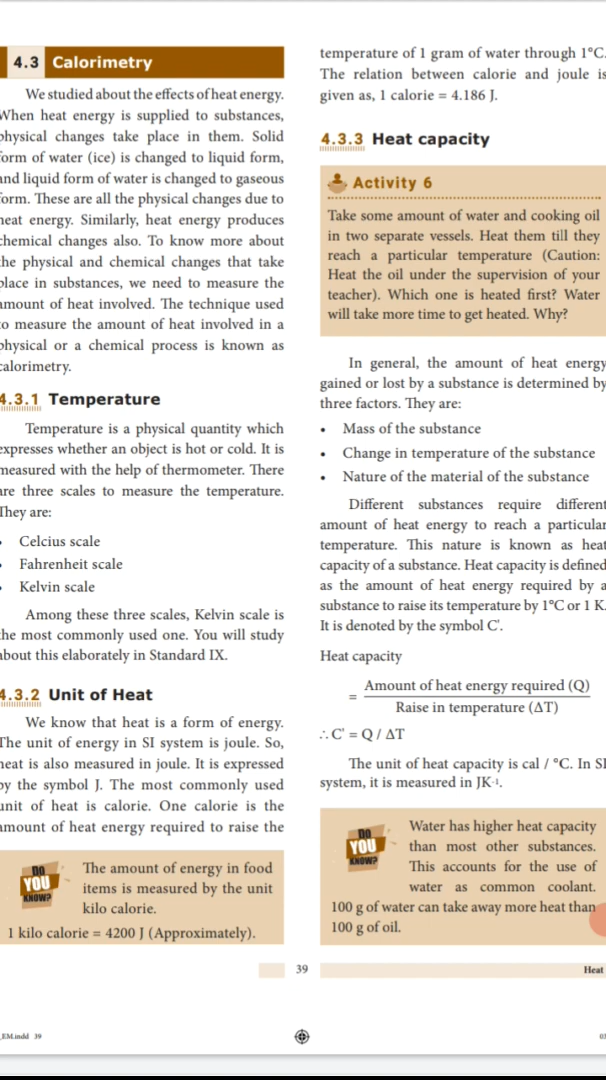 4.3 Calorimetry
We studied about the effects of heat energy.
When heat energy is supplied to substances,
physical changes take place in them. Solid
form of water (ice) is changed to liquid form,
and liquid form of water is changed to gaseous
form. These are all the physical changes due to
heat energy. Similarly, heat energy produces
chemical changes also. To know more about
the physical and chemical changes that take
place in substances, we need to measure the
amount of heat involved. The technique used
to measure the amount of heat involved in a
physical or a chemical process is known as
calorimetry.
4.3.1 Temperature
Temperature is a physical quantity which
expresses whether an object is hot or cold. It is
measured with the help of thermometer. There
are three scales to measure the temperature.
They are:
• Celcius scale
• Fahrenheit scale
• Kelvin scale
Among these three scales, Kelvin scale is
the most commonly used one. You will study
about this elaborately in Standard IX.
4.3.2 Unit of Heat
We know that heat is a form of energy.
The unit of energy in SI system is joule. So,
heat is also measured in joule. It is expressed
by the symbol J. The most commonly used
unit of heat is calorie. One calorie is the
amount of heat energy required to raise the
DO
YOU
KNOW?
The amount of energy in food
items is measured by the unit
kilo calorie.
1 kilo calorie = 4200 J (Approximately).
temperature of 1 gram of water through 1°C.
The relation between calorie and joule is
given as, 1 calorie = 4.186 J.
4.3.3 Heat capacity
Activity 6
Take some amount of water and cooking oil
in two separate vessels. Heat them till they
reach a particular temperature (Caution:
Heat the oil under the supervision of your
teacher). Which one is heated first? Water
will take more time to get heated. Why?
In general, the amount of heat energy
gained or lost by a substance is determined by
three factors. They are:
• Mass of the substance
• Change in temperature of the substance
• Nature of the material of the substance
Different substances require different
amount of heat energy to reach a particular
temperature. This nature is known as heat
capacity of a substance. Heat capacity is defined
as the amount of heat energy required by a
substance to raise its temperature by 1°C or 1 K.
It is denoted by the symbol C'.
Heat capacity
= Amount of heat energy required (Q)
Raise in temperature (ΔT)
∴ C' = Q / ΔT
The unit of heat capacity is cal / °C. In SI
system, it is measured in JK⁻¹.
DO
YOU
KNOW?
Water has higher heat capacity
than most other substances.
This accounts for the use of
water as common coolant.
100 g of water can take away more heat than
100 g of oil.
39
Heat
_EM.indd 39